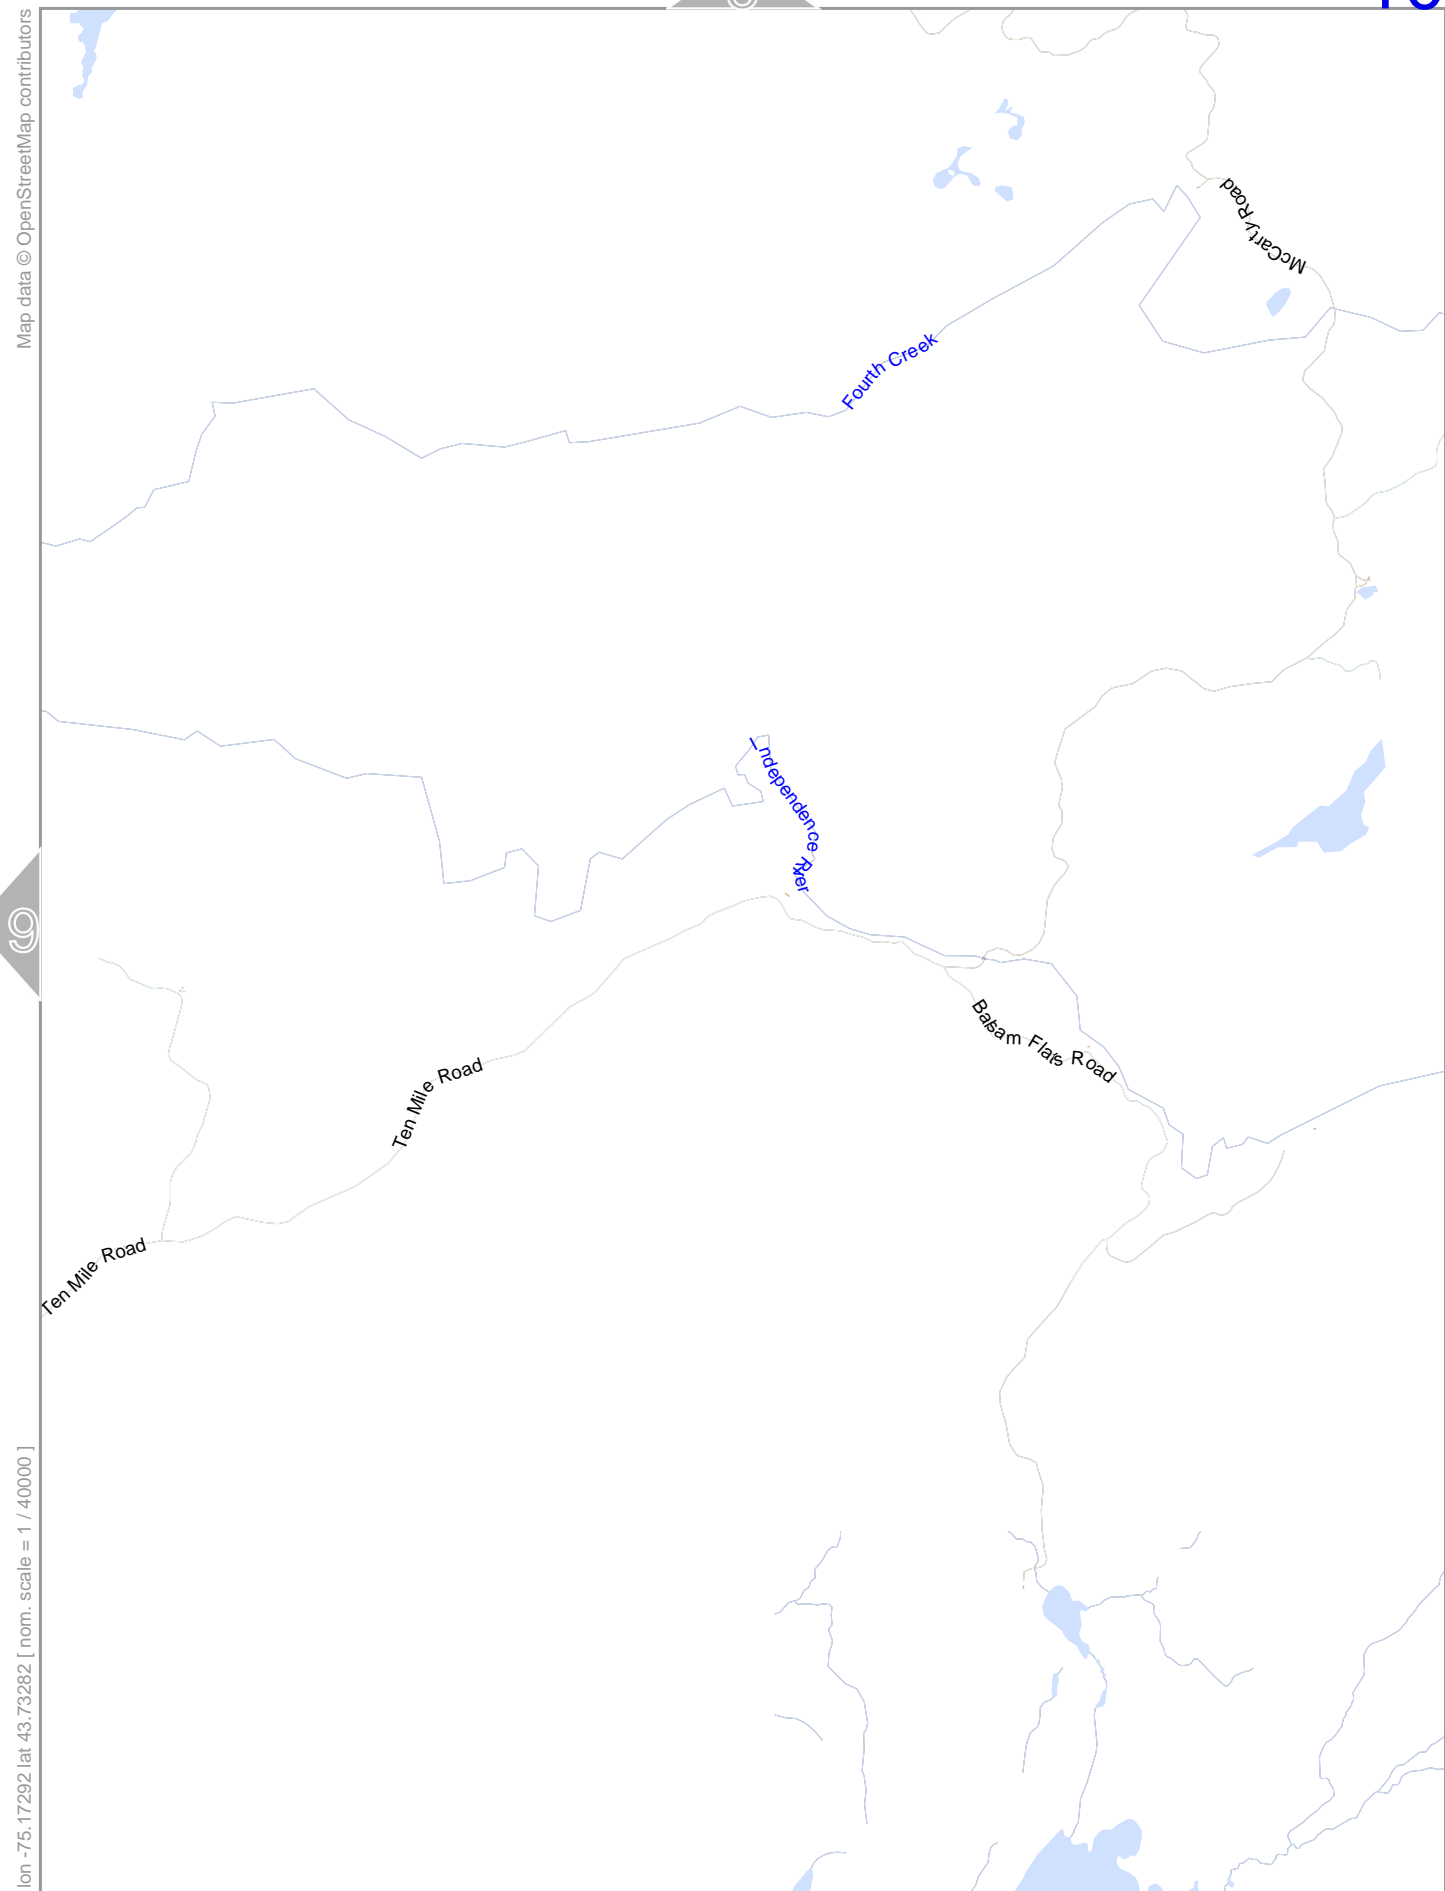 Map data © OpenStreetMap contributors
McCarty Road
Fourth Creek
Independence River
9
Balsam Flats Road
Ten Mile Road
Ten Mile Road
lon -75.17292 lat 43.73282 [ nom. scale = 1 / 40000 ]